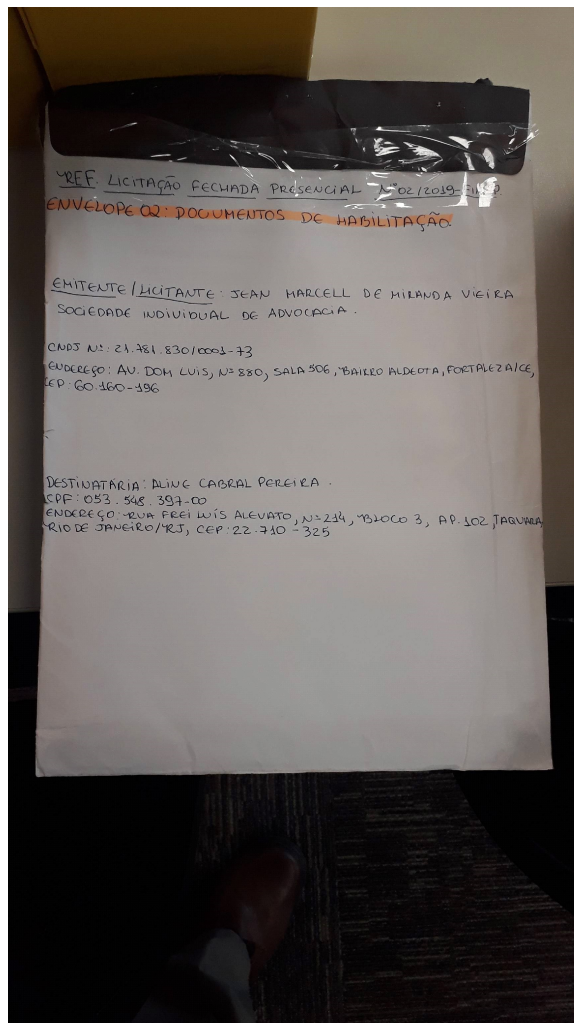 REF. LICITAÇÃO FECHADA PRESENCIAL Nº 02/2019-
ENVELOPE 02: DOCUMENTOS DE HABILITAÇÃO
EMITENTE/LICITANTE: JEAN MARCELL DE MIRANDA VIEIRA
SOCIEDADE INDIVIDUAL DE ADVOCACIA.
CNPJ Nº: 21.781.830/0001-73
ENDEREÇO: AV. DOM LUIS, Nº 880, SALA 506, BAIRRO ALDEOTA, FORTALEZA/CE,
CEP: 60.160-196
DESTINATÁRIA: ALINE CABRAL PEREIRA.
CPF: 053.548.397-00
ENDEREÇO: RUA FREI LUÍS ALEVATO, Nº 214, BLOCO 3, AP. 102, TAQUARA,
RIO DE JANEIRO/RJ, CEP: 22.710-325